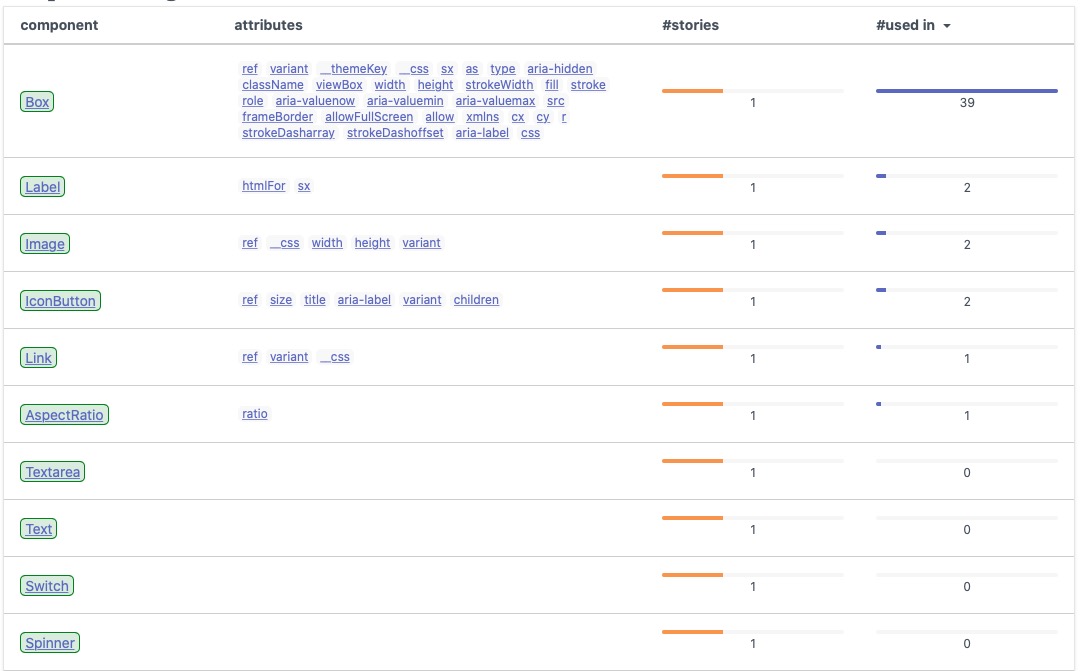 component attributes #stories #used in
Box
ref variant __themeKey __css sx as type aria-hidden
className viewBox width height strokeWidth fill stroke
role aria-valuenow aria-valuemin aria-valuemax src
frameBorder allowFullScreen allow xmlns cx cy r
strokeDasharray strokeDashoffset aria-label css
1 39
Label htmlFor sx 1 2
Image ref __css width height variant 1 2
IconButton ref size title aria-label variant children 1 2
Link ref variant __css 1 1
AspectRatio ratio 1 1
Textarea 1 0
Text 1 0
Switch 1 0
Spinner 1 0